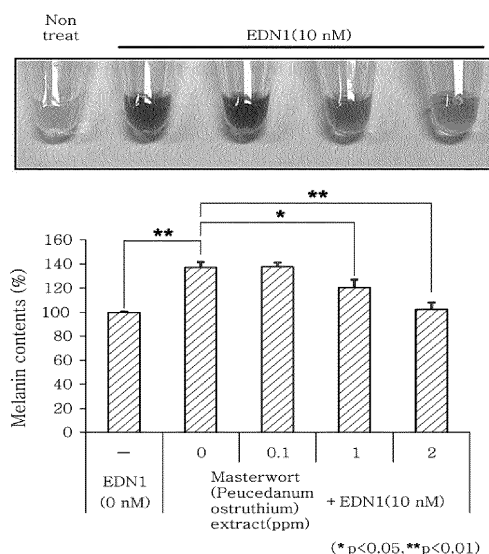 Non
treat
EDN1(10 nM)
**
*
**
Melanin contents (%)
160
140
120
100
80
60
40
20
0
— 0 0.1 1 2
EDN1
(0 nM)
Masterwort
(Peucedanum
ostruthium)
extract(ppm)
+EDN1(10 nM)
(*p<0.05,**p<0.01)